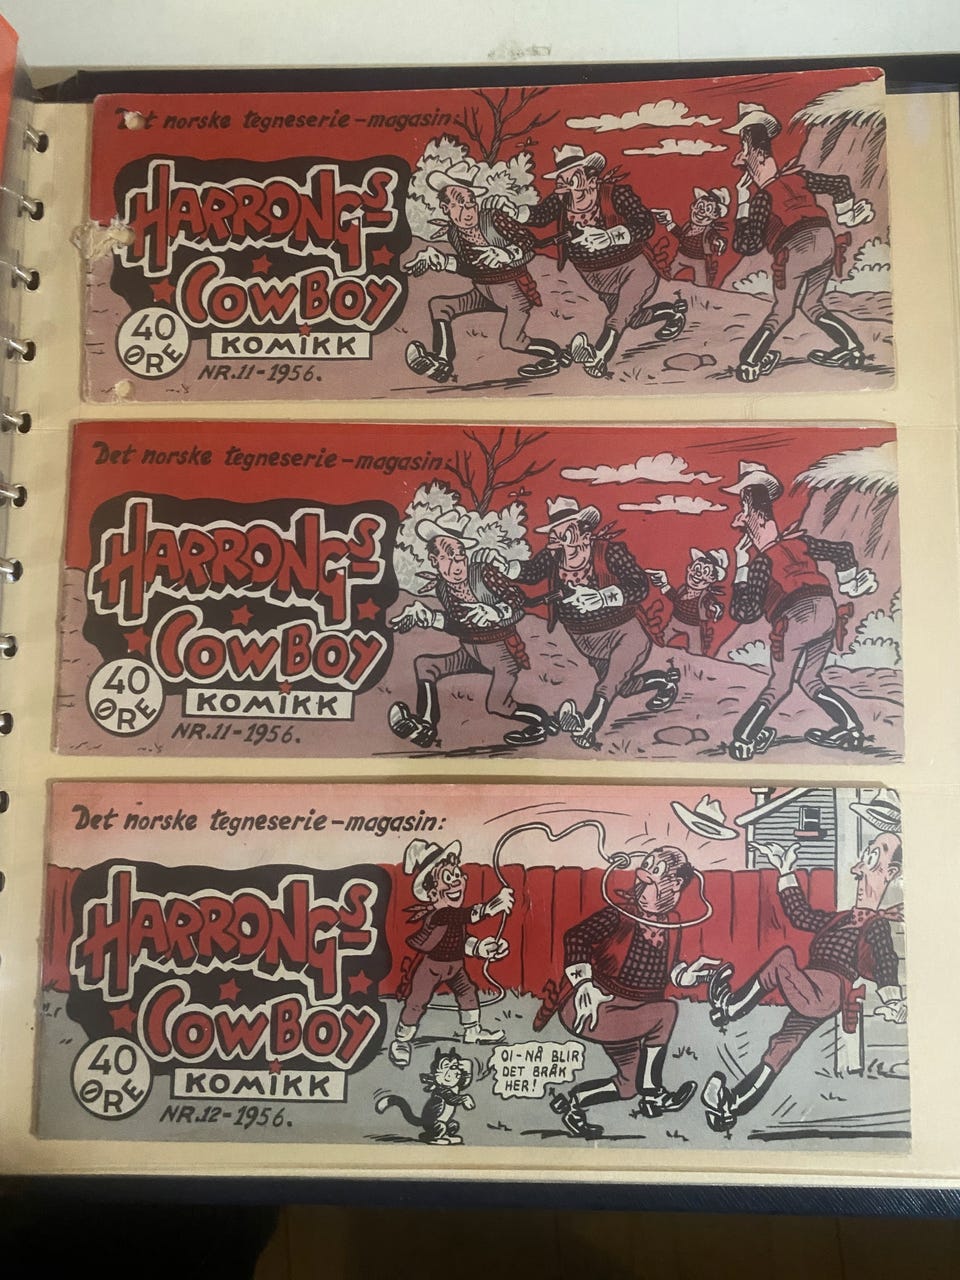 Det norske tegneserie-magasin:
HARRONGS
COWBOY
KOMIKK
40
ØRE
NR.11-1956.
Det norske tegneserie-magasin:
HARRONGS
COWBOY
KOMIKK
40
ØRE
NR.11-1956.
Det norske tegneserie-magasin:
HARRONGS
COWBOY
KOMIKK
40
ØRE
NR.12-1956.
OI-NÅ BLIR
DET BRÅK
HER!